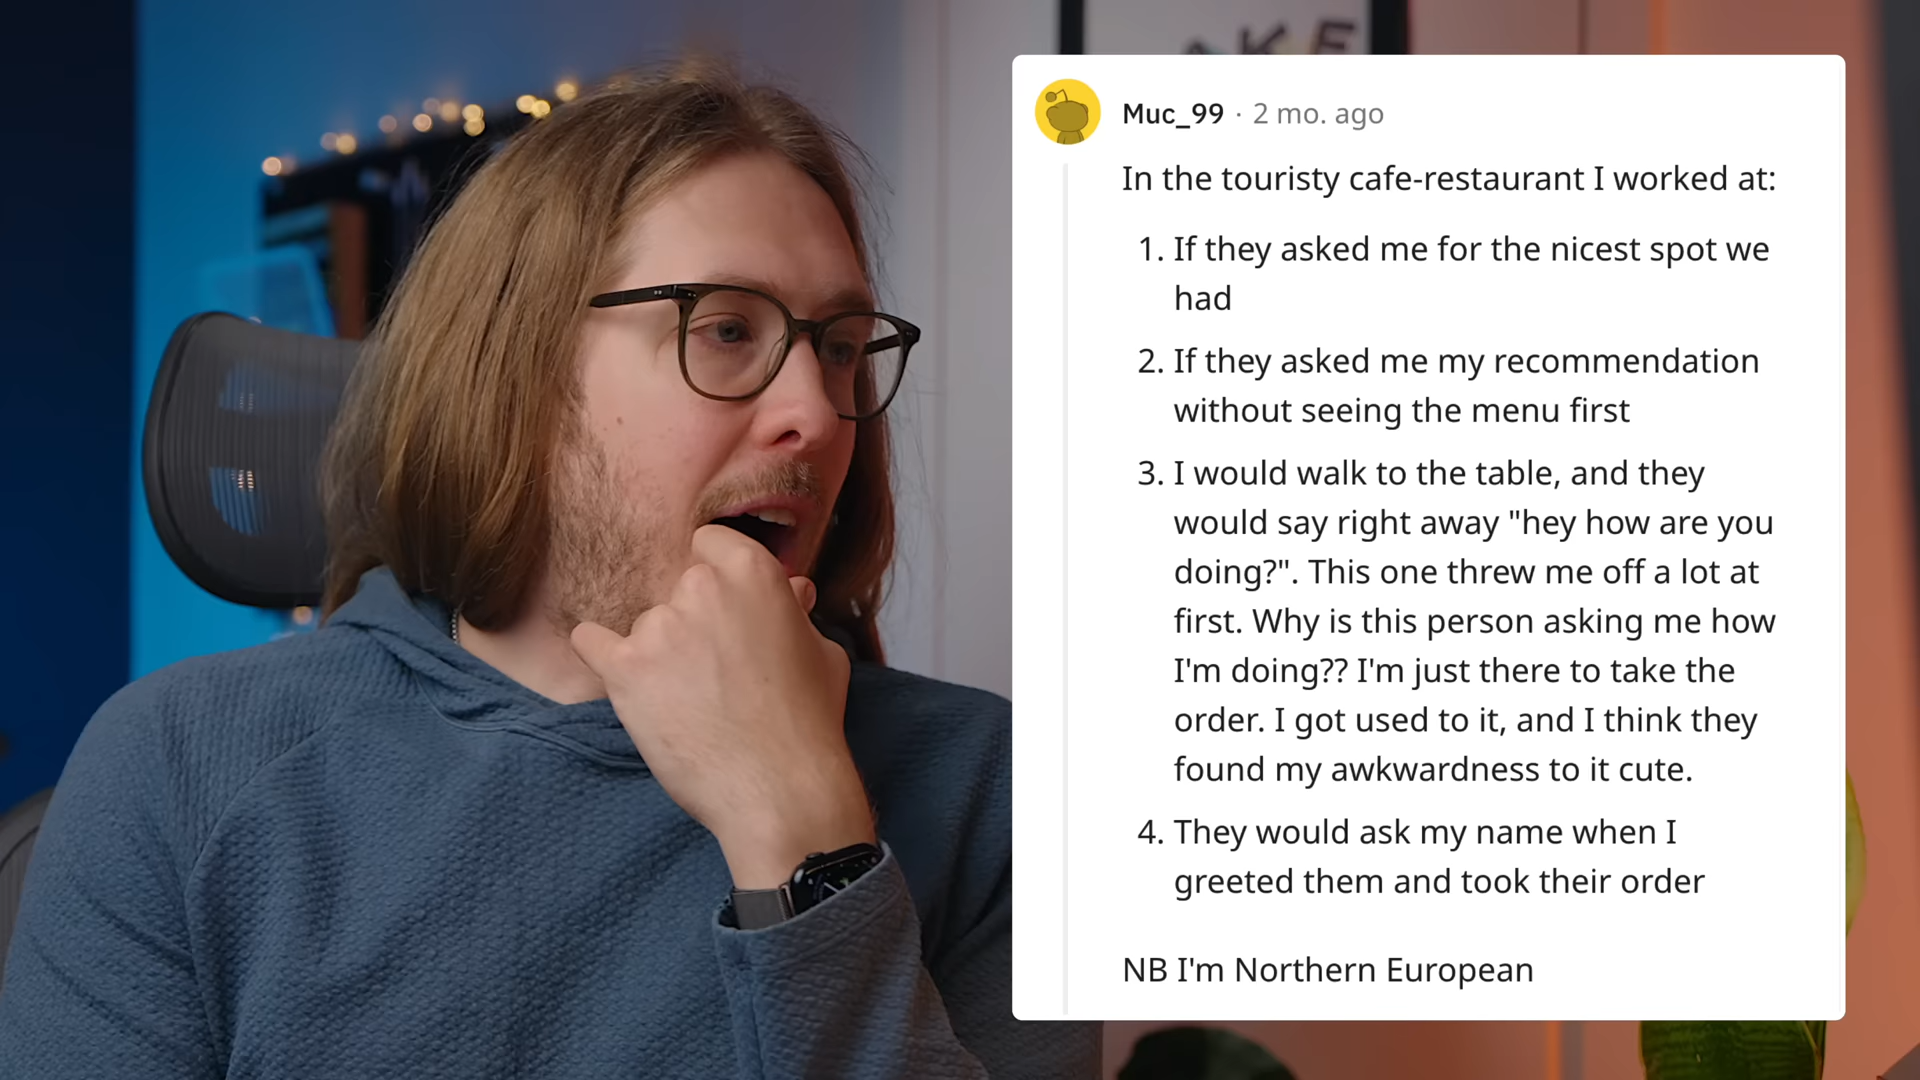 AKE
Muc_99 · 2 mo. ago
In the touristy cafe-restaurant I worked at:
1. If they asked me for the nicest spot we
had
2. If they asked me my recommendation
without seeing the menu first
3. I would walk to the table, and they
would say right away "hey how are you
doing?". This one threw me off a lot at
first. Why is this person asking me how
I'm doing?? I'm just there to take the
order. I got used to it, and I think they
found my awkwardness to it cute.
4. They would ask my name when I
greeted them and took their order
NB I'm Northern European